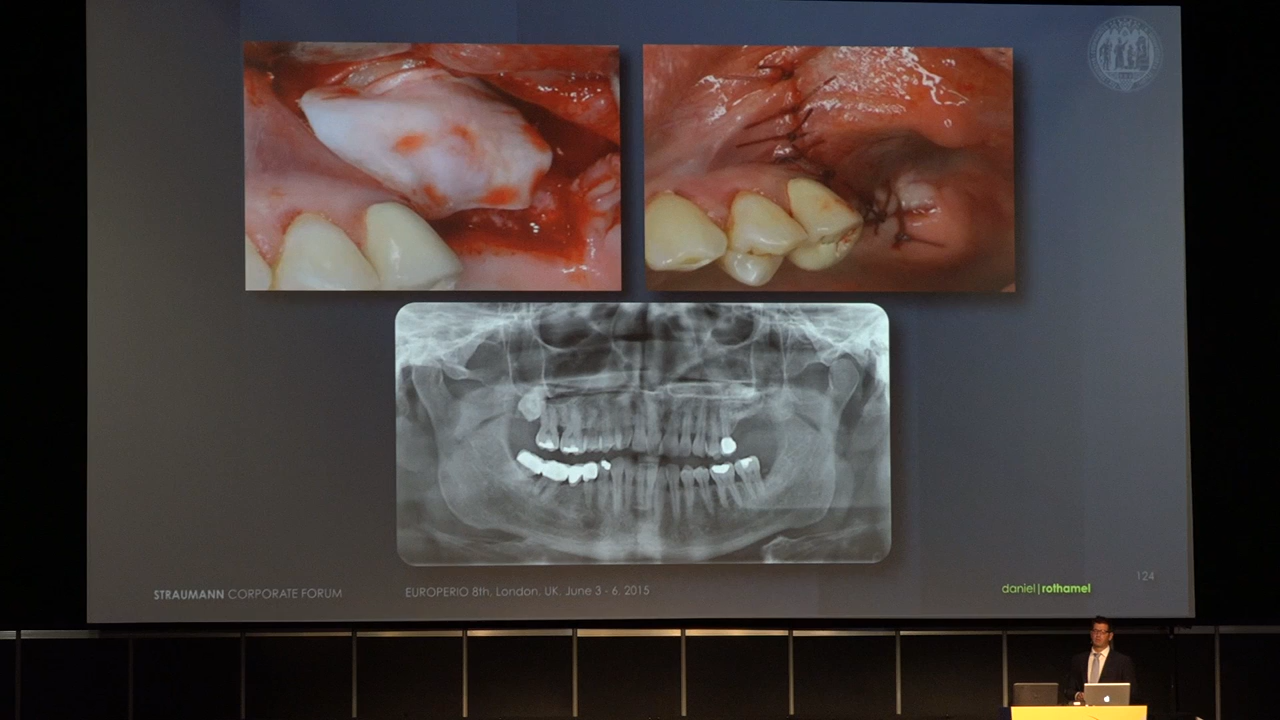 124
STRAUMANN CORPORATE FORUM
EUROPERIO 8th, London, UK, June 3 - 6, 2015
daniel|rothamel